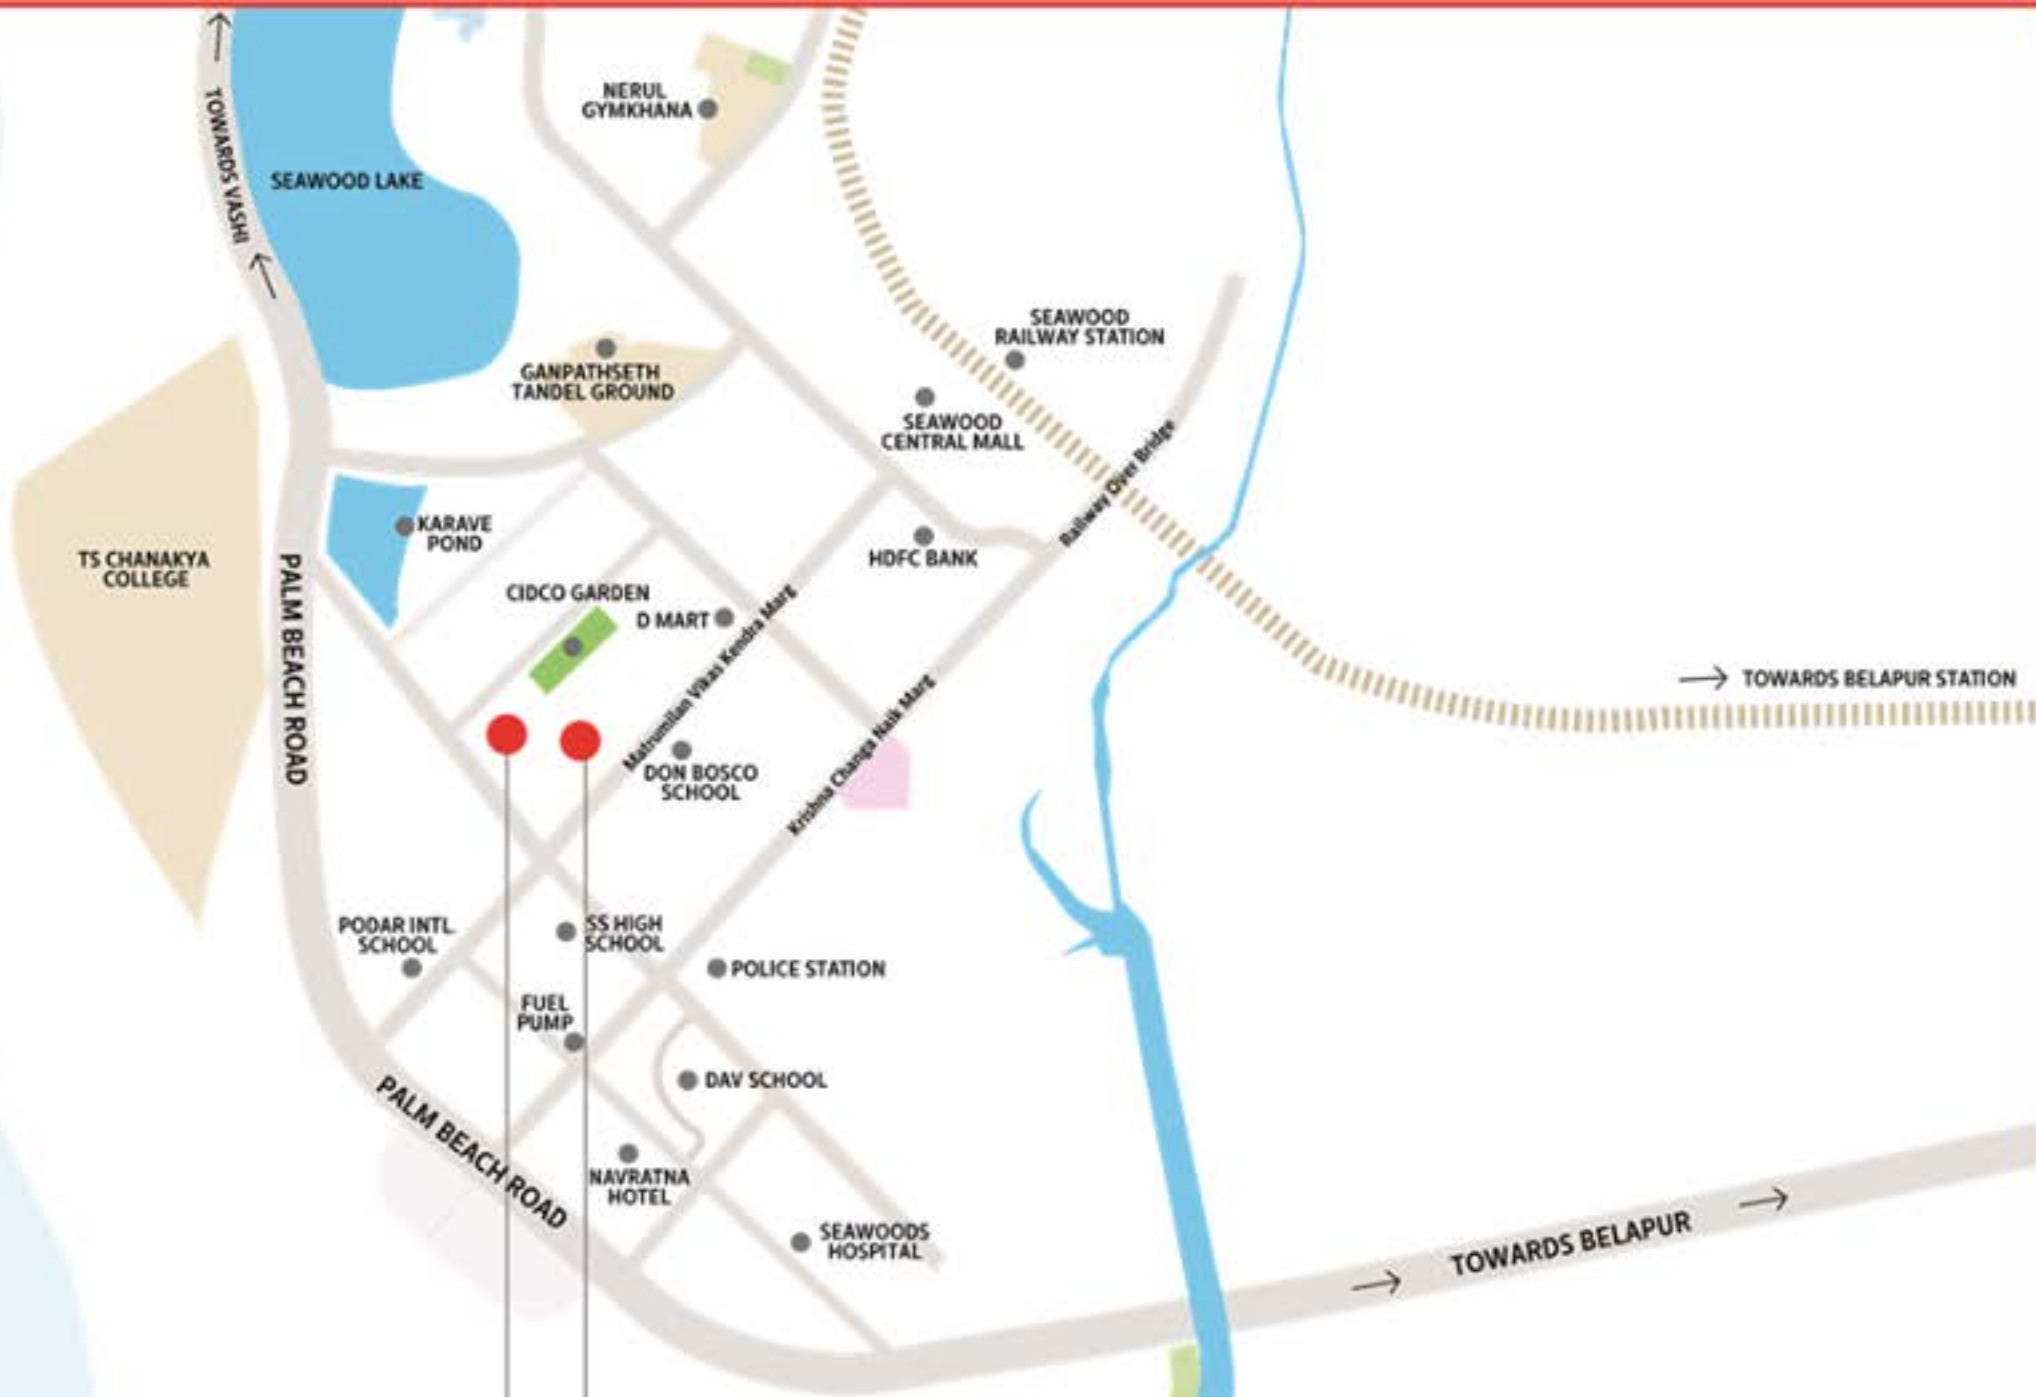 TOWARDS VASHI
SEAWOOD LAKE
NERUL
GYMKHANA
SEAWOOD
RAILWAY STATION
GANPATHSETH
TANDEL GROUND
SEAWOOD
CENTRAL MALL
Railway Over Bridge
KARAVE
POND
HDFC BANK
TS CHANAKYA
COLLEGE
PALM BEACH ROAD
CIDCO GARDEN
D MART
Matrumilan Vikas Kendra Marg
Krishna Changa Naik Marg
TOWARDS BELAPUR STATION
DON BOSCO
SCHOOL
PODAR INTL.
SCHOOL
SS HIGH
SCHOOL
POLICE STATION
FUEL
PUMP
DAV SCHOOL
PALM BEACH ROAD
NAVRATNA
HOTEL
SEAWOODS
HOSPITAL
TOWARDS BELAPUR